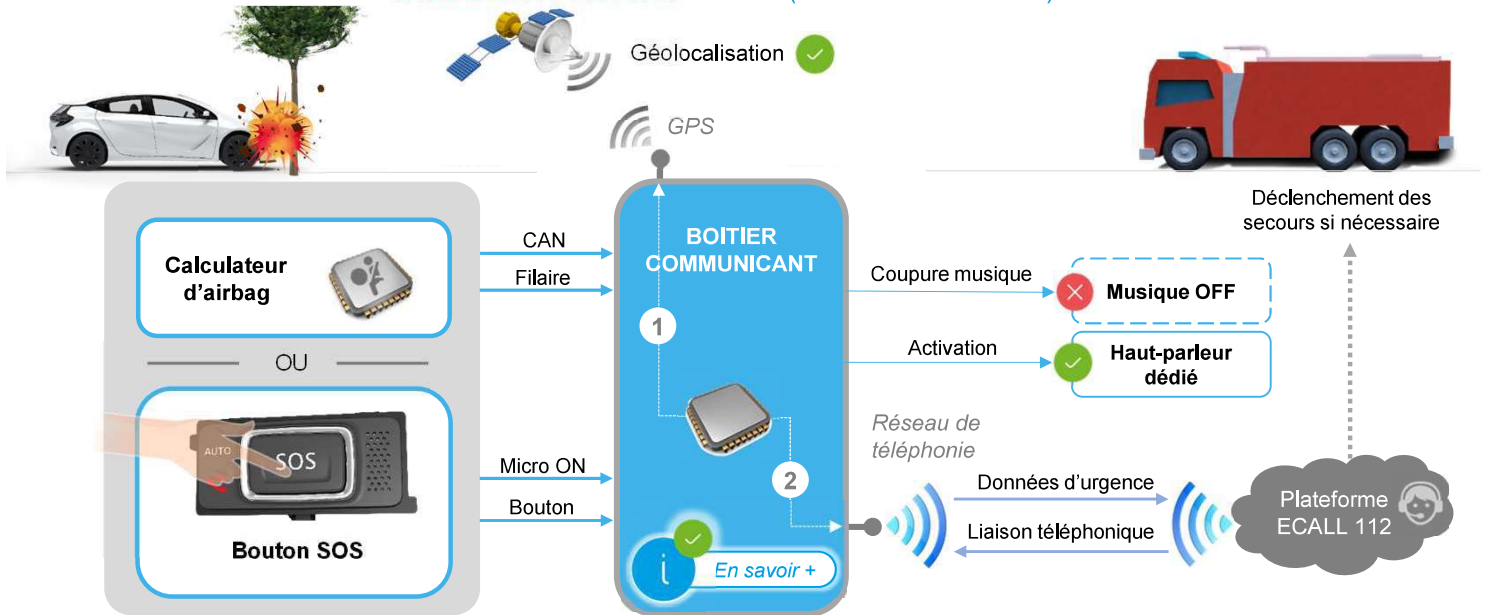 Géolocalisation
GPS
Déclenchement des
secours si nécessaire
Calculateur
d'airbag
CAN
Filaire
BOITIER
COMMUNICANT
Coupure musique
Musique OFF
1
OU
Activation
Haut-parleur
dédié
AUTO
SOS
Réseau de
téléphonie
Micro ON
2
Données d'urgence
Plateforme
ECALL 112
Bouton
Liaison téléphonique
Bouton SOS
i
En savoir +